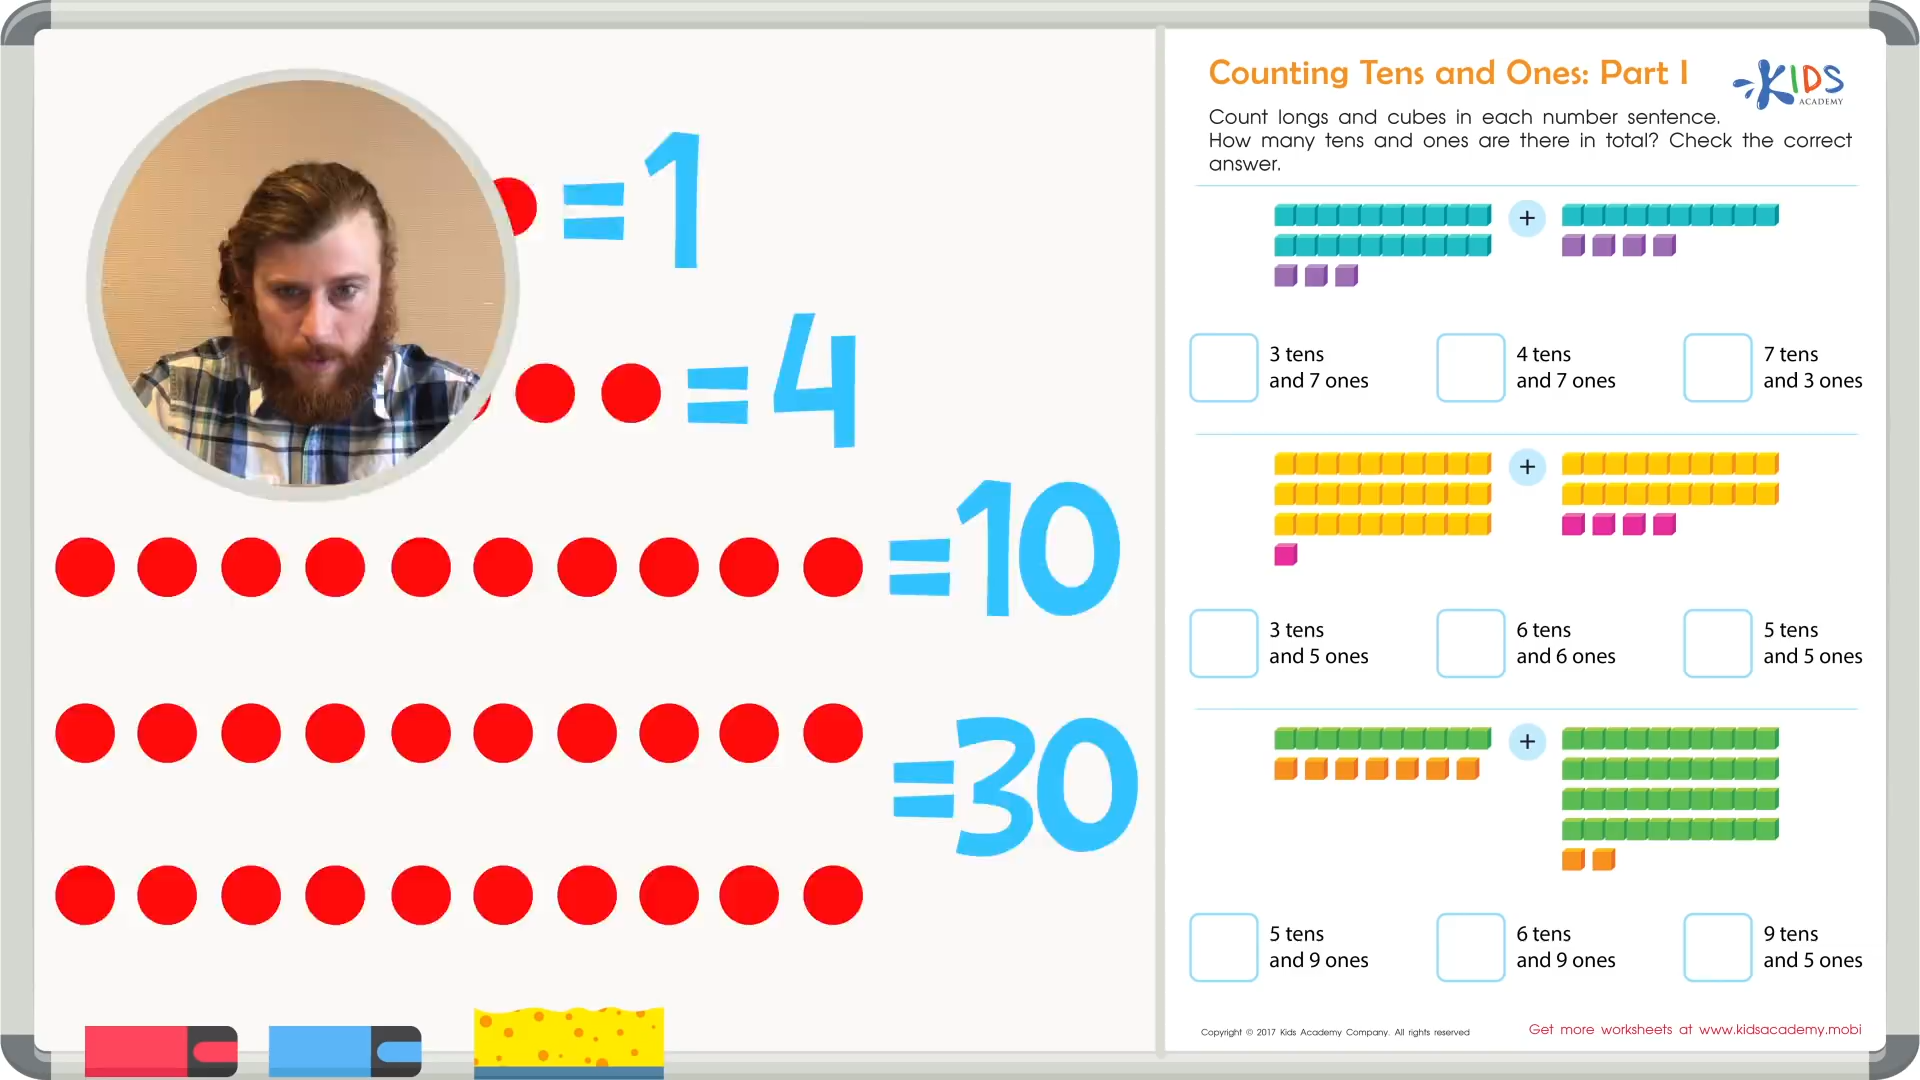 =1
=4
=10
=30
Counting Tens and Ones: Part I
KIDS
ACADEMY
Count longs and cubes in each number sentence.
How many tens and ones are there in total? Check the correct
answer.
+
3 tens
and 7 ones
4 tens
and 7 ones
7 tens
and 3 ones
+
3 tens
and 5 ones
6 tens
and 6 ones
5 tens
and 5 ones
+
5 tens
and 9 ones
6 tens
and 9 ones
9 tens
and 5 ones
Copyright © 2017 Kids Academy Company. All rights reserved
Get more worksheets at www.kidsacademy.mobi